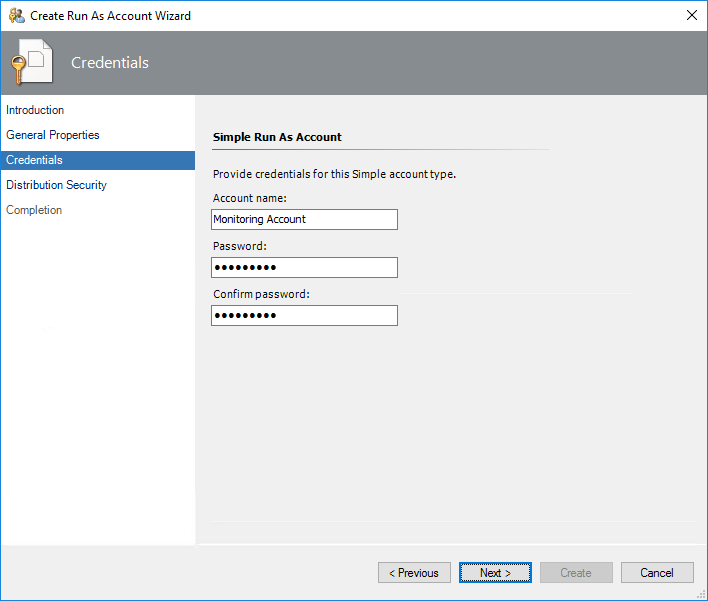 Create Run As Account Wizard
Credentials
Introduction
General Properties
Credentials
Distribution Security
Completion
Simple Run As Account
Provide credentials for this Simple account type.
Account name:
Monitoring Account
Password:
●●●●●●●●●
Confirm password:
●●●●●●●●●
< Previous
Next >
Create
Cancel